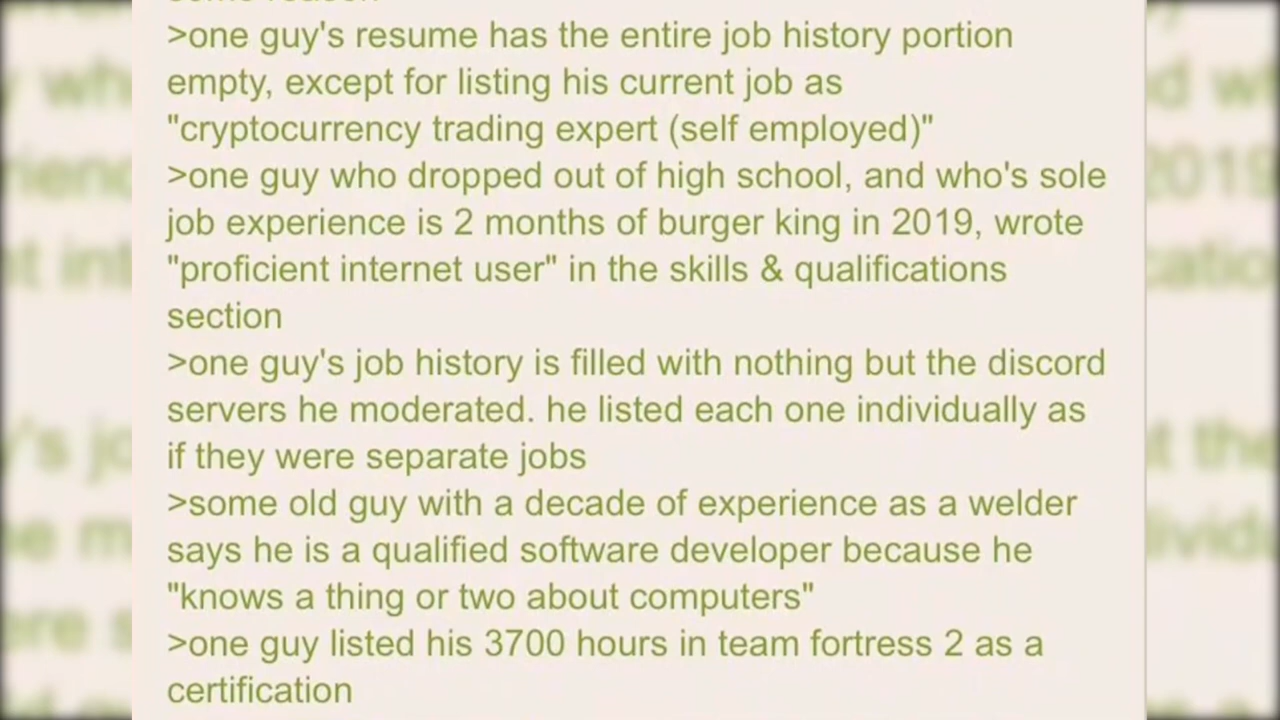 some reason
>one guy's resume has the entire job history portion
empty, except for listing his current job as
"cryptocurrency trading expert (self employed)"
>one guy who dropped out of high school, and who's sole
job experience is 2 months of burger king in 2019, wrote
"proficient internet user" in the skills & qualifications
section
>one guy's job history is filled with nothing but the discord
servers he moderated. he listed each one individually as
if they were separate jobs
>some old guy with a decade of experience as a welder
says he is a qualified software developer because he
"knows a thing or two about computers"
>one guy listed his 3700 hours in team fortress 2 as a
certification